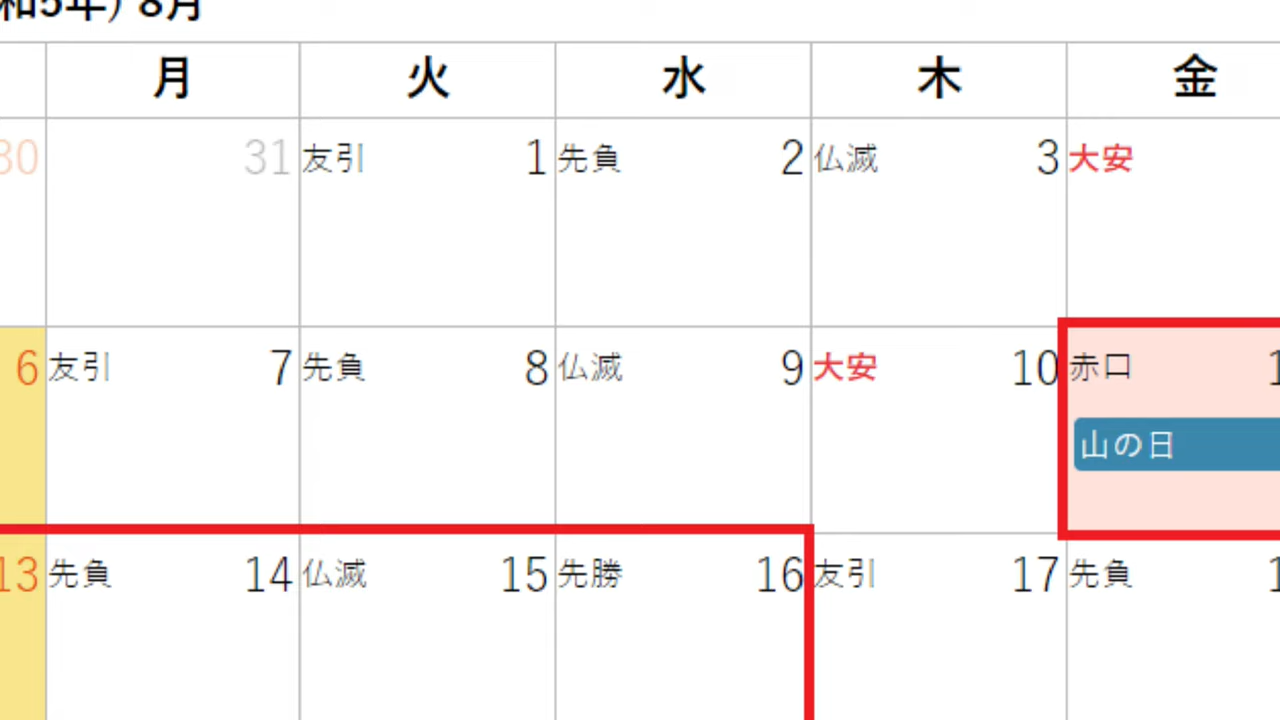 和5年) 8月
月 火 水 木 金
30 31 友引 1 先負 2 仏滅 3 大安
6 友引 7 先負 8 仏滅 9 大安 10 赤口
山の日
13 先負 14 仏滅 15 先勝 16 友引 17 先負